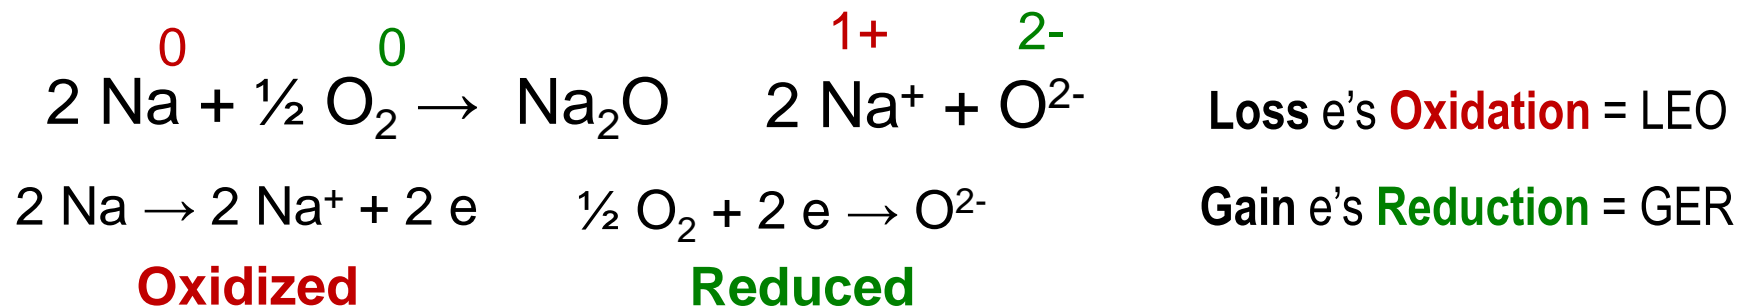 0 0 1+ 2-
2 Na + ½ O₂ → Na₂O 2 Na⁺ + O²⁻ Loss e's Oxidation = LEO
2 Na → 2 Na⁺ + 2 e ½ O₂ + 2 e → O²⁻ Gain e's Reduction = GER
Oxidized Reduced